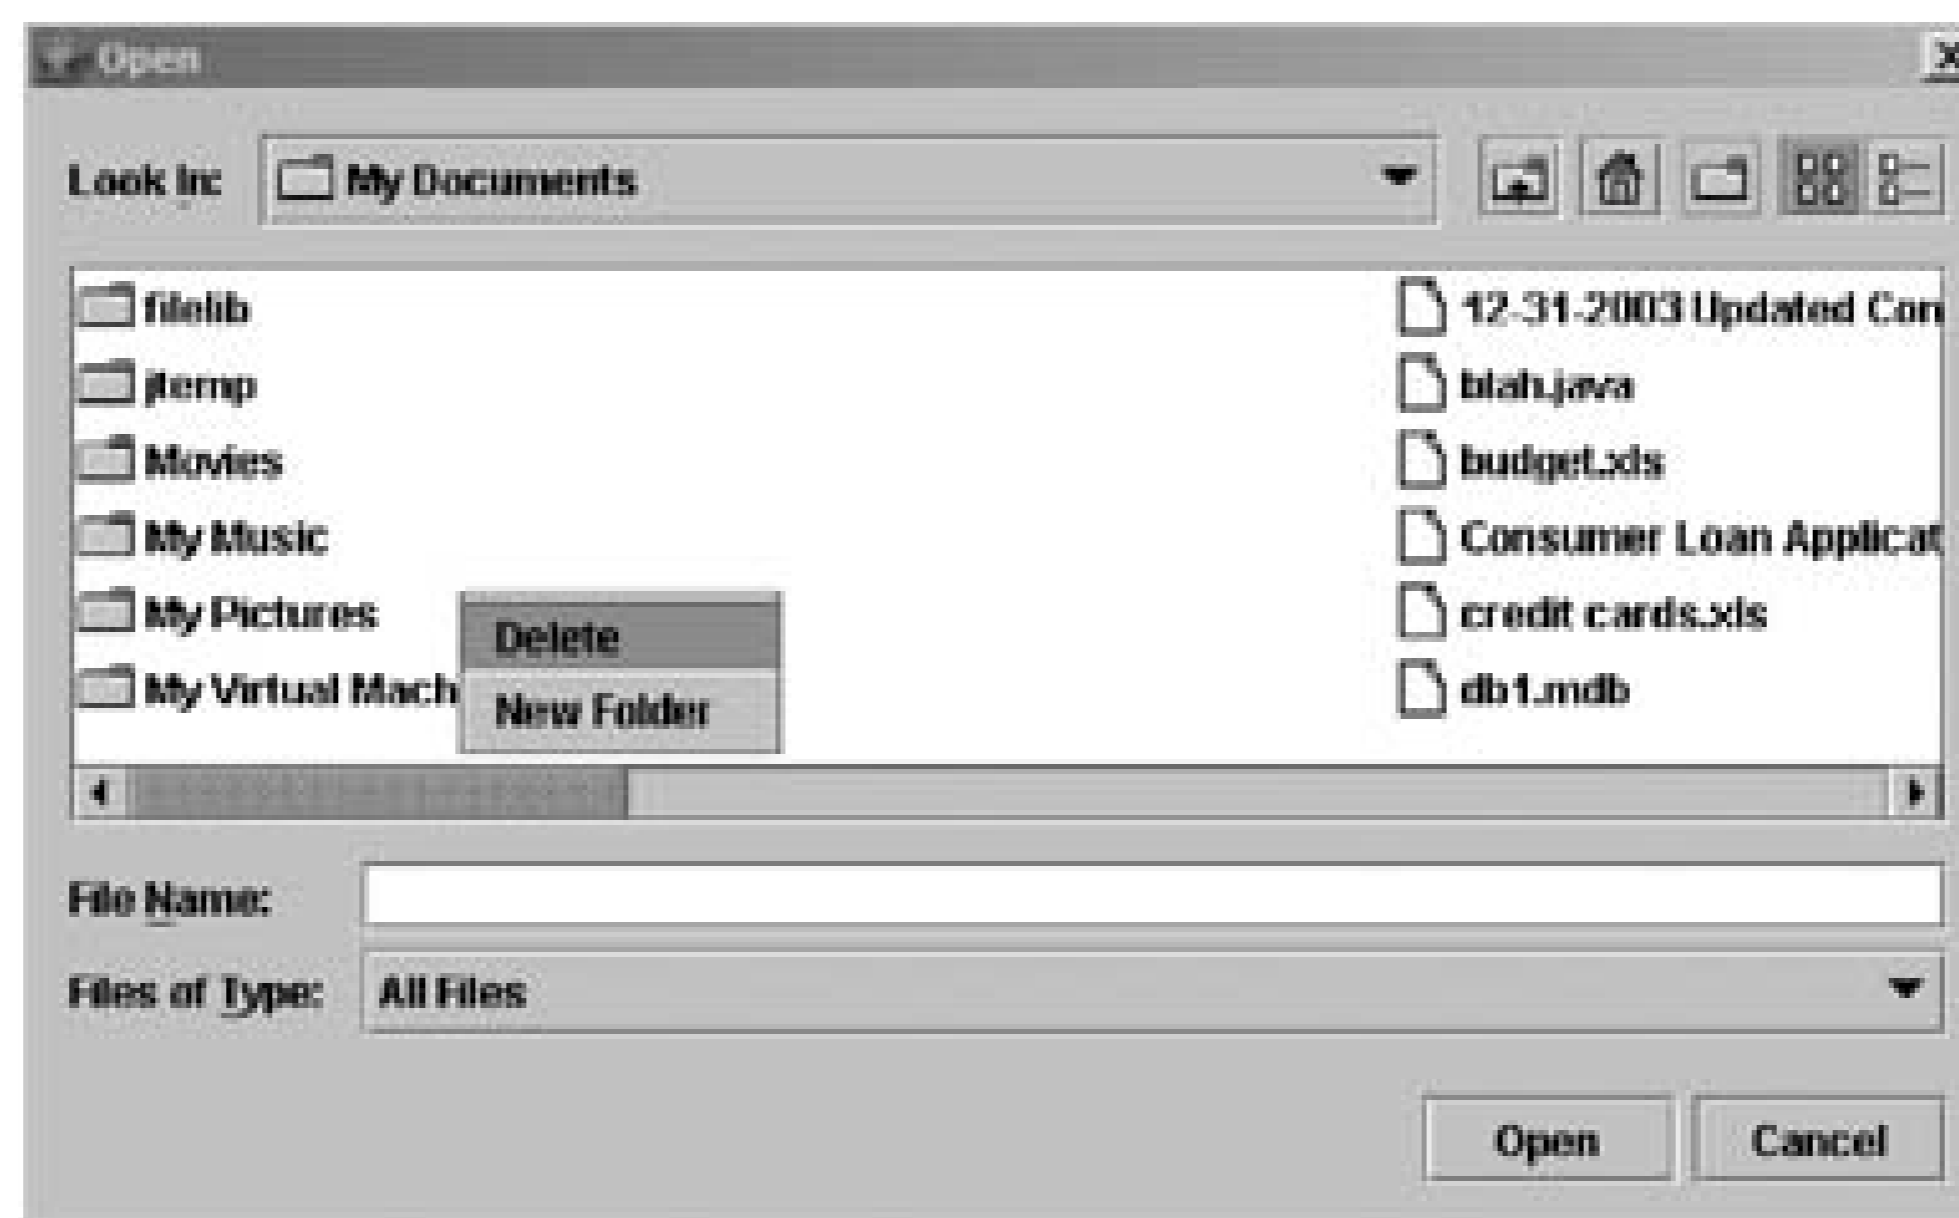 Open
X
Look In: My Documents
filelib
jtemp
Movies
My Music
My Pictures
My Virtual Mach
12-31-2003 Updated Con
blah.java
budget.xls
Consumer Loan Applicat
credit cards.xls
db1.mdb
Delete
New Folder
File Name:
Files of Type: All Files
Open Cancel